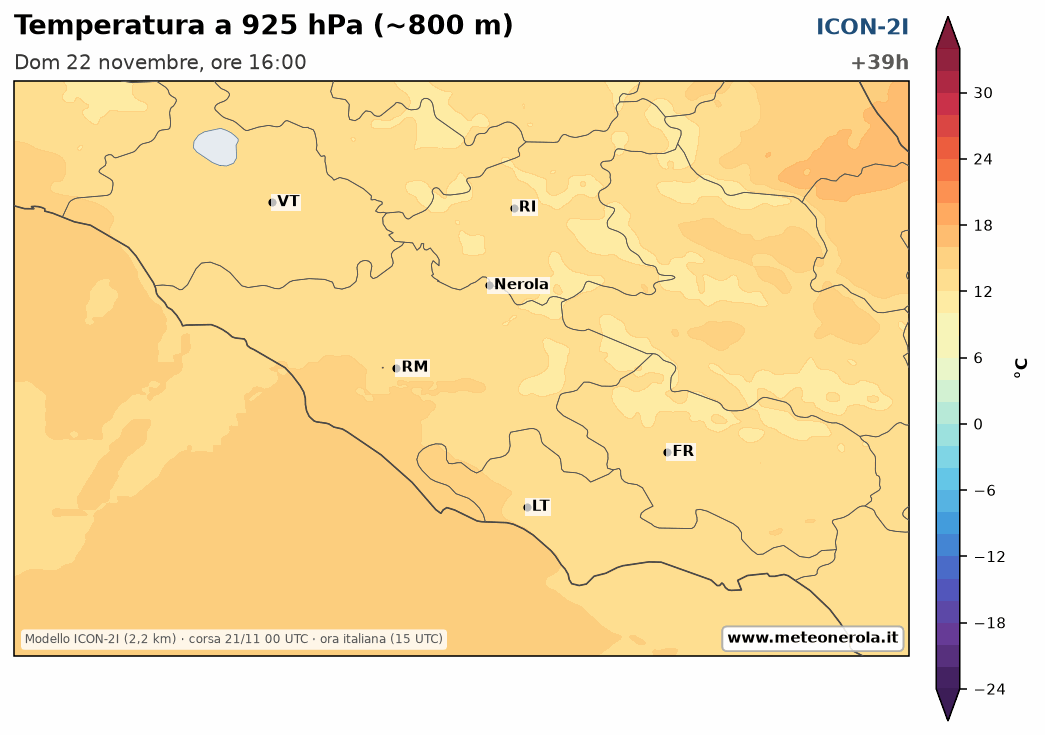 Temperatura a 925 hPa (~800 m)
ICON-2I
Dom 22 novembre, ore 16:00
+39h
VT
RI
Nerola
RM
FR
LT
Modello ICON-2I (2,2 km) · corsa 21/11 00 UTC · ora italiana (15 UTC)
www.meteonerola.it
30
24
18
12
6
0
−6
−12
−18
−24
°C